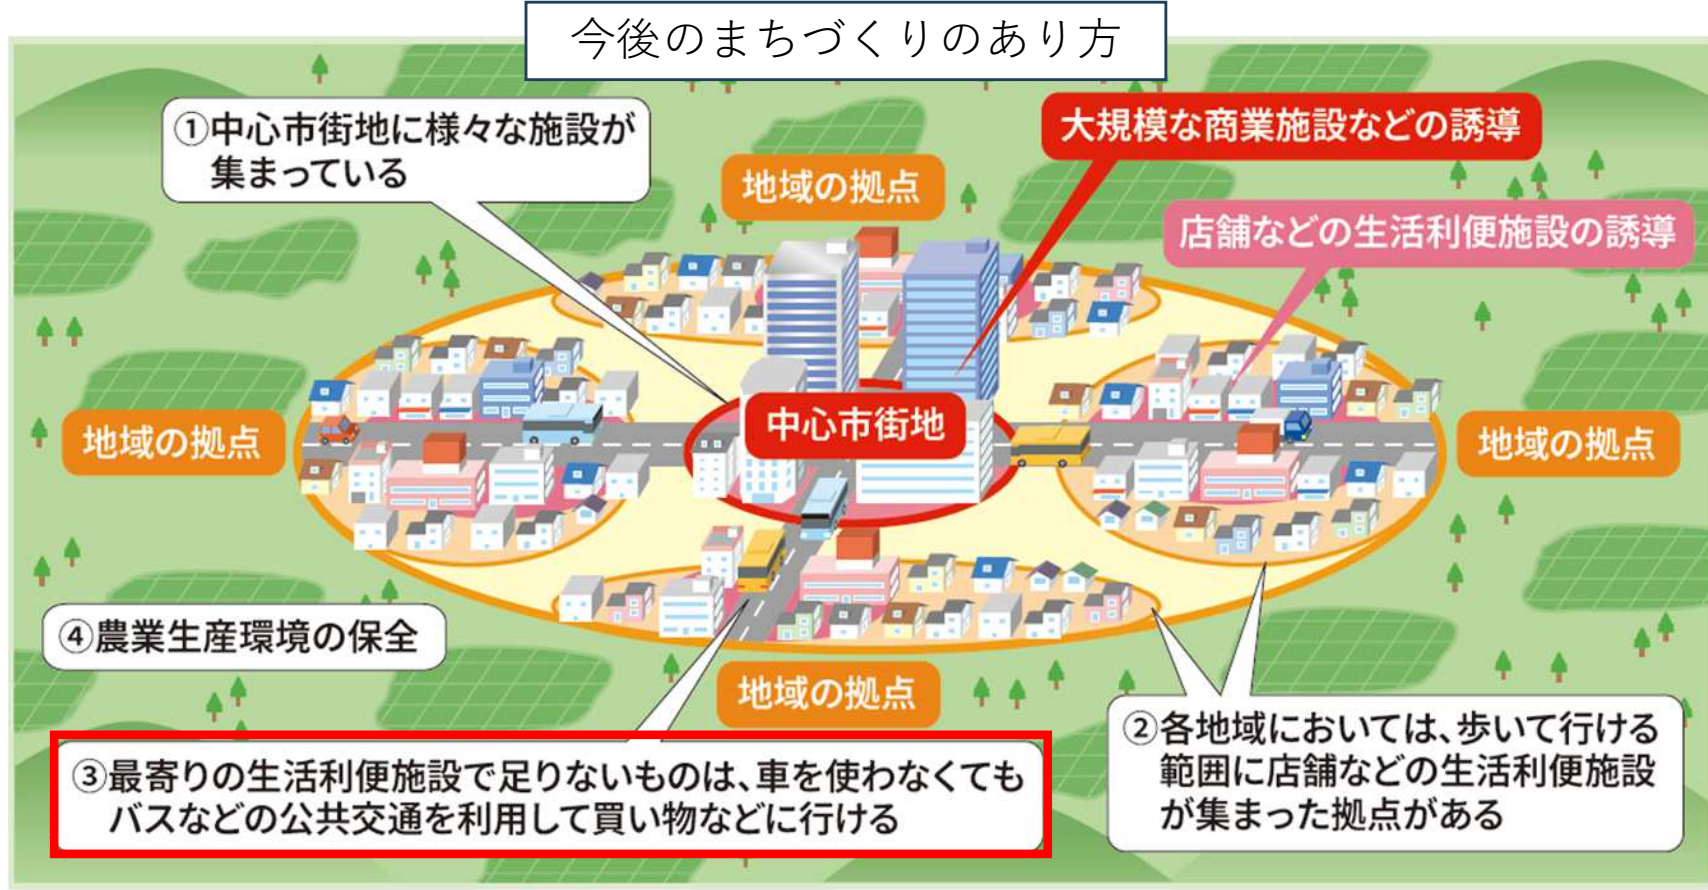 今後のまちづくりのあり方
①中心市街地に様々な施設が
集まっている
大規模な商業施設などの誘導
地域の拠点
店舗などの生活利便施設の誘導
中心市街地
地域の拠点
地域の拠点
④農業生産環境の保全
地域の拠点
②各地域においては、歩いて行ける
範囲に店舗などの生活利便施設
が集まった拠点がある
③最寄りの生活利便施設で足りないものは、車を使わなくても
バスなどの公共交通を利用して買い物などに行ける